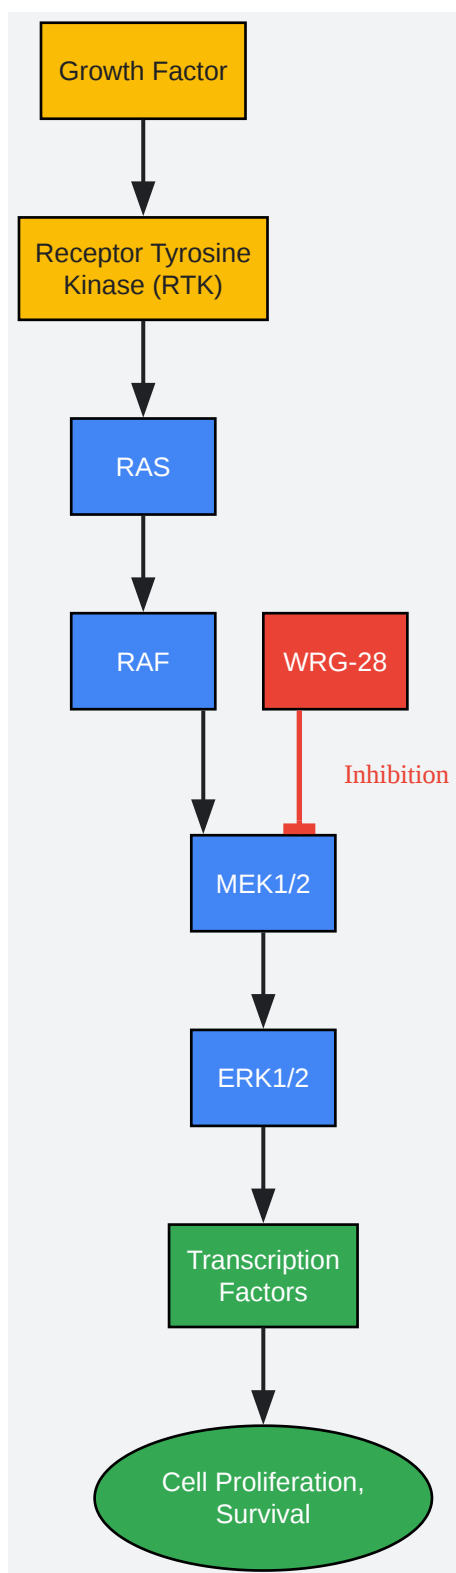 Growth Factor
Receptor Tyrosine
Kinase (RTK)
RAS
RAF
WRG-28
Inhibition
MEK1/2
ERK1/2
Transcription
Factors
Cell Proliferation,
Survival